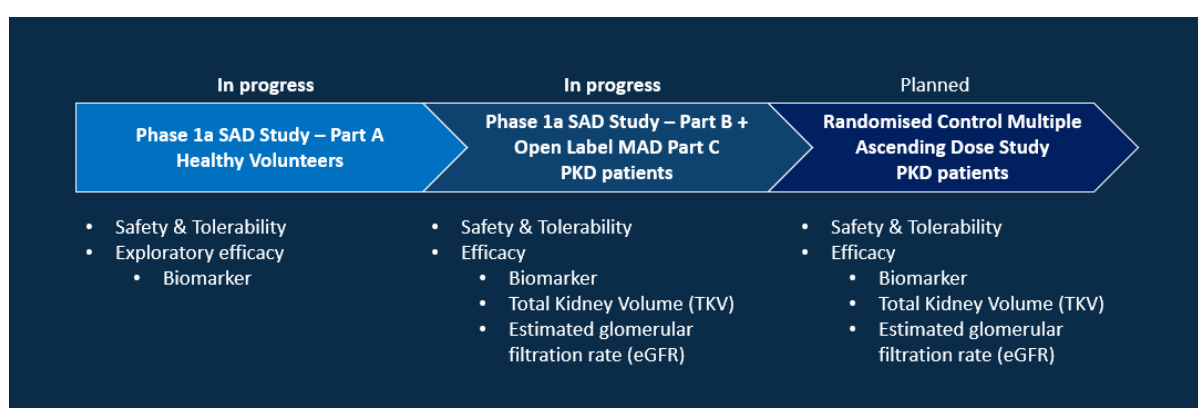 In progress
Phase 1a SAD Study – Part A
Healthy Volunteers
• Safety & Tolerability
• Exploratory efficacy
• Biomarker
In progress
Phase 1a SAD Study – Part B +
Open Label MAD Part C
PKD patients
• Safety & Tolerability
• Efficacy
• Biomarker
• Total Kidney Volume (TKV)
• Estimated glomerular
filtration rate (eGFR)
Planned
Randomised Control Multiple
Ascending Dose Study
PKD patients
• Safety & Tolerability
• Efficacy
• Biomarker
• Total Kidney Volume (TKV)
• Estimated glomerular
filtration rate (eGFR)